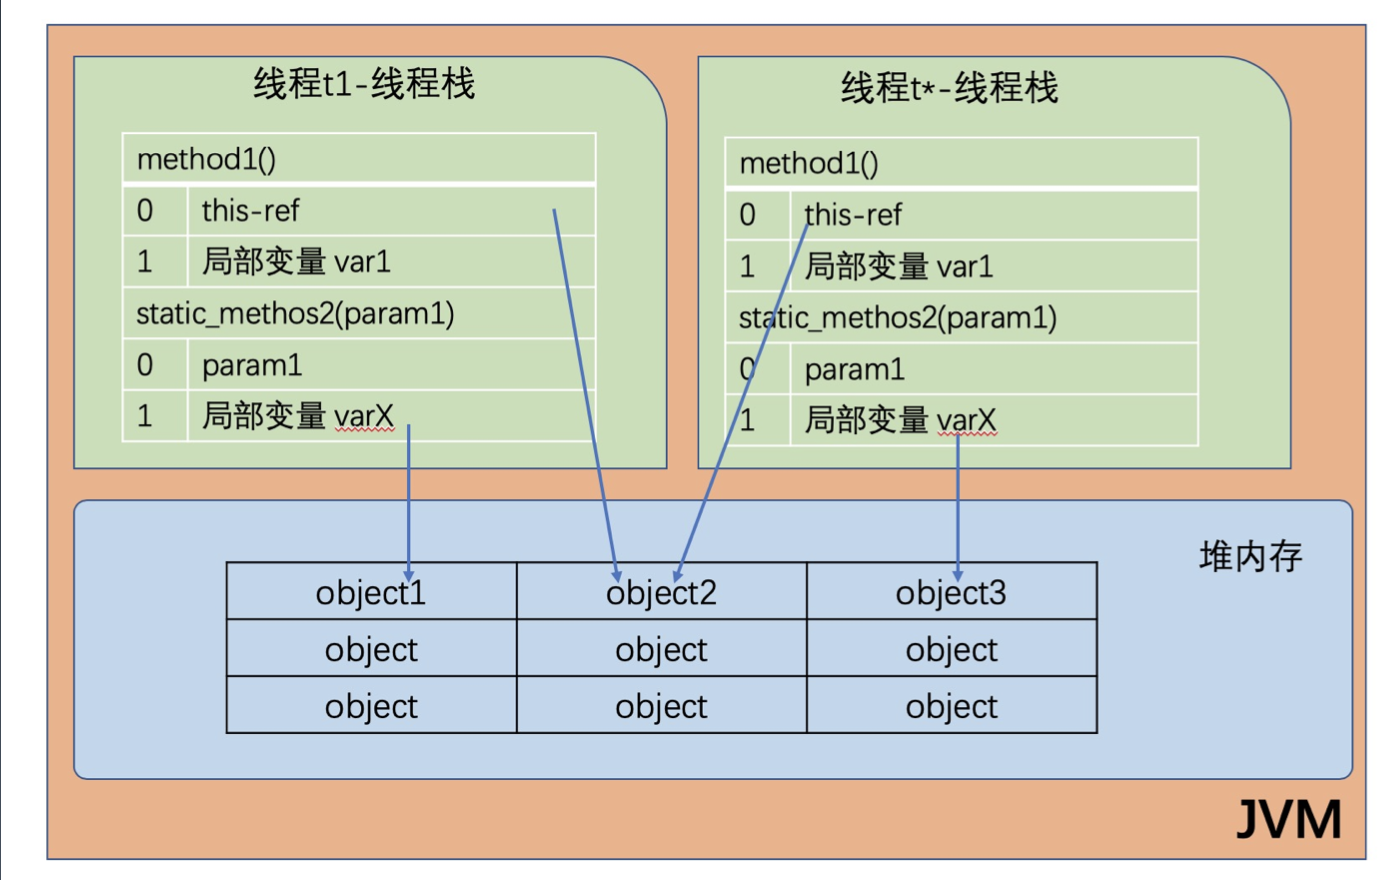 线程t1-线程栈
method1()
0 this-ref
1 局部变量 var1
static_methos2(param1)
0 param1
1 局部变量 varX
线程t*-线程栈
method1()
0 this-ref
1 局部变量 var1
static_methos2(param1)
0 param1
1 局部变量 varX
堆内存
object1 object2 object3
object object object
object object object
JVM